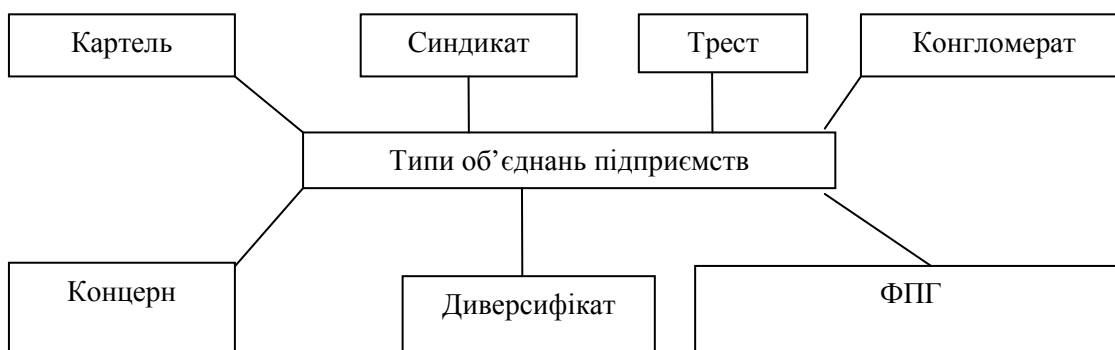 Картель
Синдикат
Трест
Конгломерат
Типи об’єднань підприємств
Концерн
Диверсифікат
ФПГ